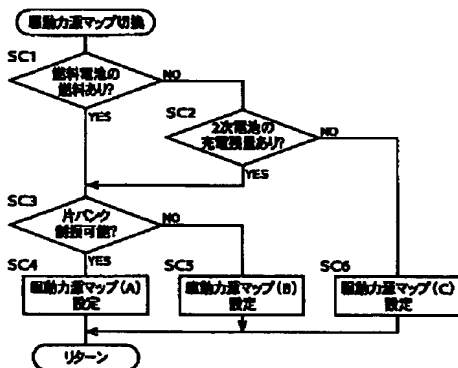 駆動力源マップ切換
SC1
燃料電池の
燃料あり?
NO
YES
SC2
2次電池の
充電残量あり?
NO
YES
SC3
片バンク
NO
YES
SC4
駆動力源マップ(A)
設定
SC5
駆動力源マップ(B)
設定
SC6
駆動力源マップ(C)
設定
リターン